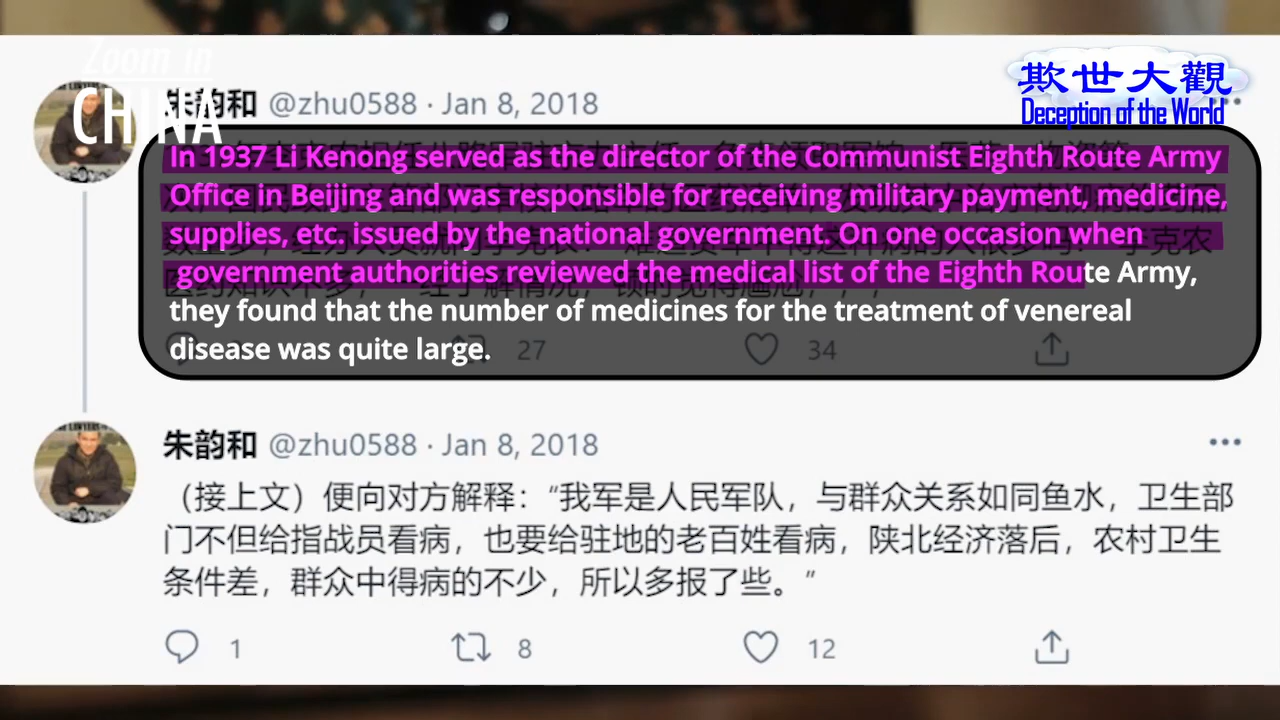 Zoom in
CHINA
欺世大觀
Deception of the World
朱韵和 @zhu0588 · Jan 8, 2018
In 1937 Li Kenong served as the director of the Communist Eighth Route Army
Office in Beijing and was responsible for receiving military payment, medicine,
supplies, etc. issued by the national government. On one occasion when
government authorities reviewed the medical list of the Eighth Route Army,
they found that the number of medicines for the treatment of venereal
disease was quite large.
27 34
朱韵和 @zhu0588 · Jan 8, 2018
（接上文）便向对方解释：“我军是人民军队，与群众关系如同鱼水，卫生部
门不但给指战员看病，也要给驻地的老百姓看病，陕北经济落后，农村卫生
条件差，群众中得病的不少，所以多报了些。”
1 8 12